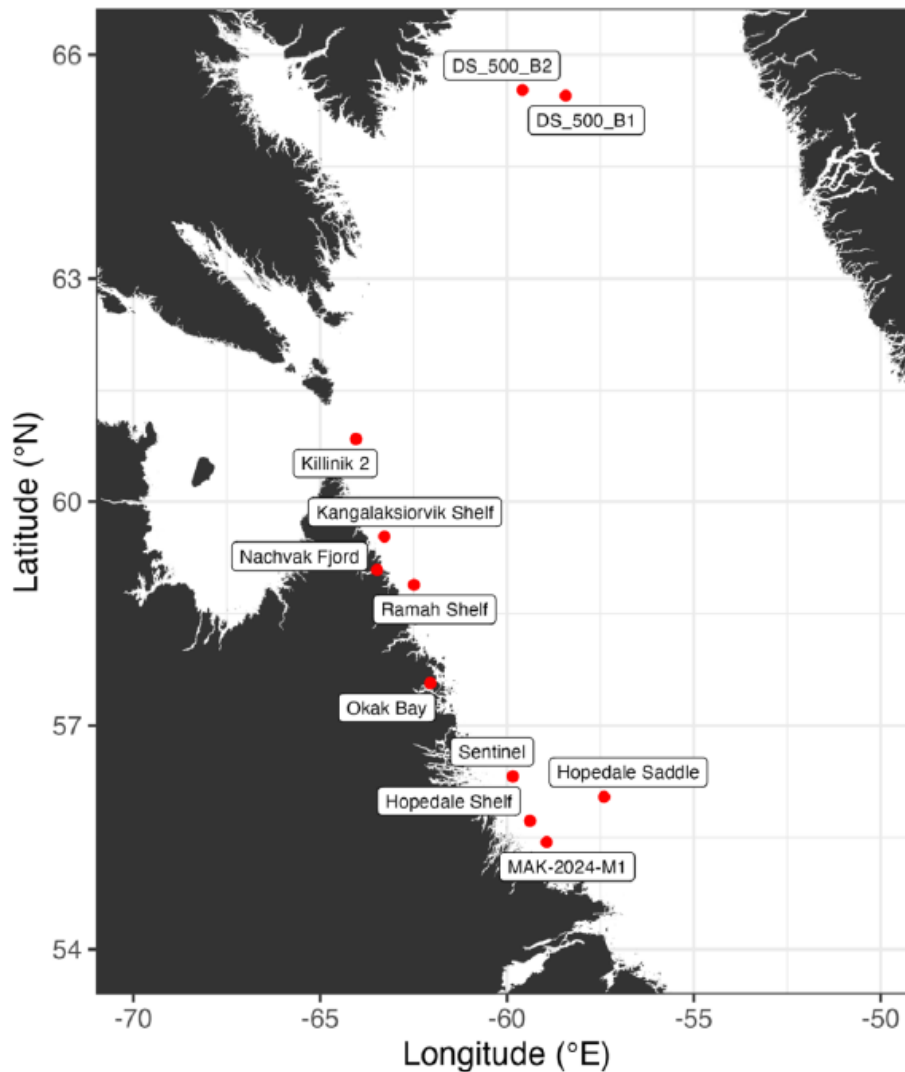 66
DS_500_B2
DS_500_B1
63
Killinik 2
60
Kangalaksiorvik Shelf
Nachvak Fjord
Ramah Shelf
57
Okak Bay
Sentinel
Hopedale Saddle
Hopedale Shelf
MAK-2024-M1
54
Latitude (°N)
-70
-65
-60
-55
-50
Longitude (°E)